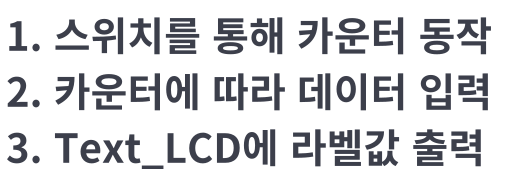 1. 스위치를 통해 카운터 동작
2. 카운터에 따라 데이터 입력
3. Text_LCD에 라벨값 출력